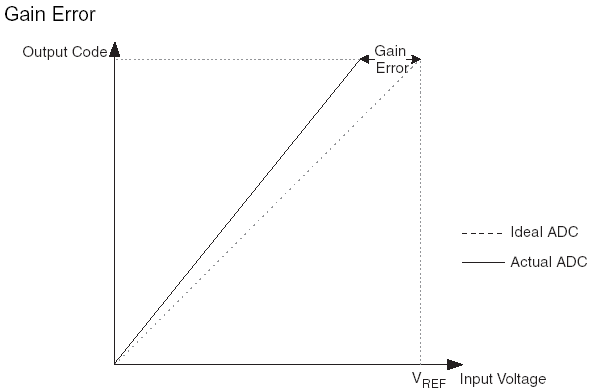 Gain Error
Output Code
Gain
Error
Ideal ADC
Actual ADC
VREF
Input Voltage